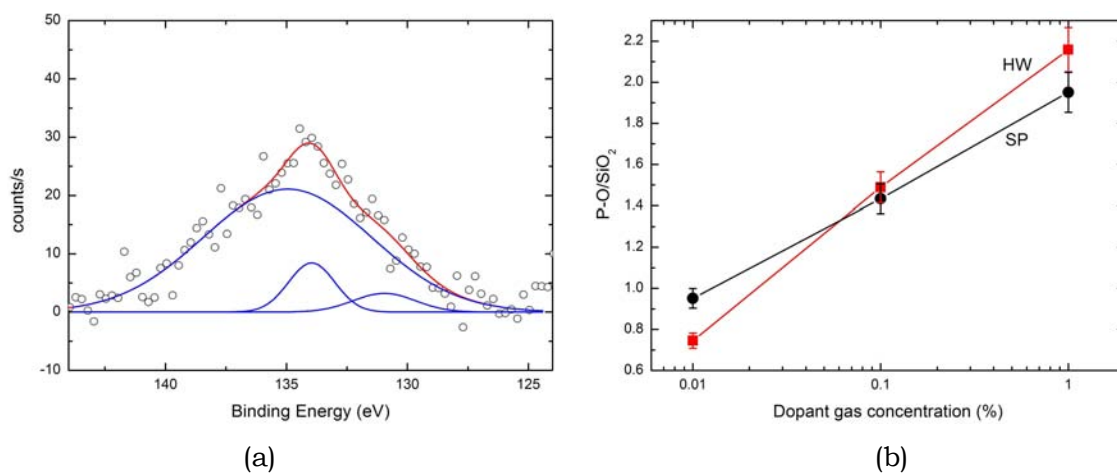 50
40
30
20
10
0
-10
counts/s
140
135
130
125
Binding Energy (eV)
(a)
2.2
2.0
1.8
1.6
1.4
1.2
1.0
0.8
0.6
P-O/SiO₂
HW
SP
0.01
0.1
1
Dopant gas concentration (%)
(b)